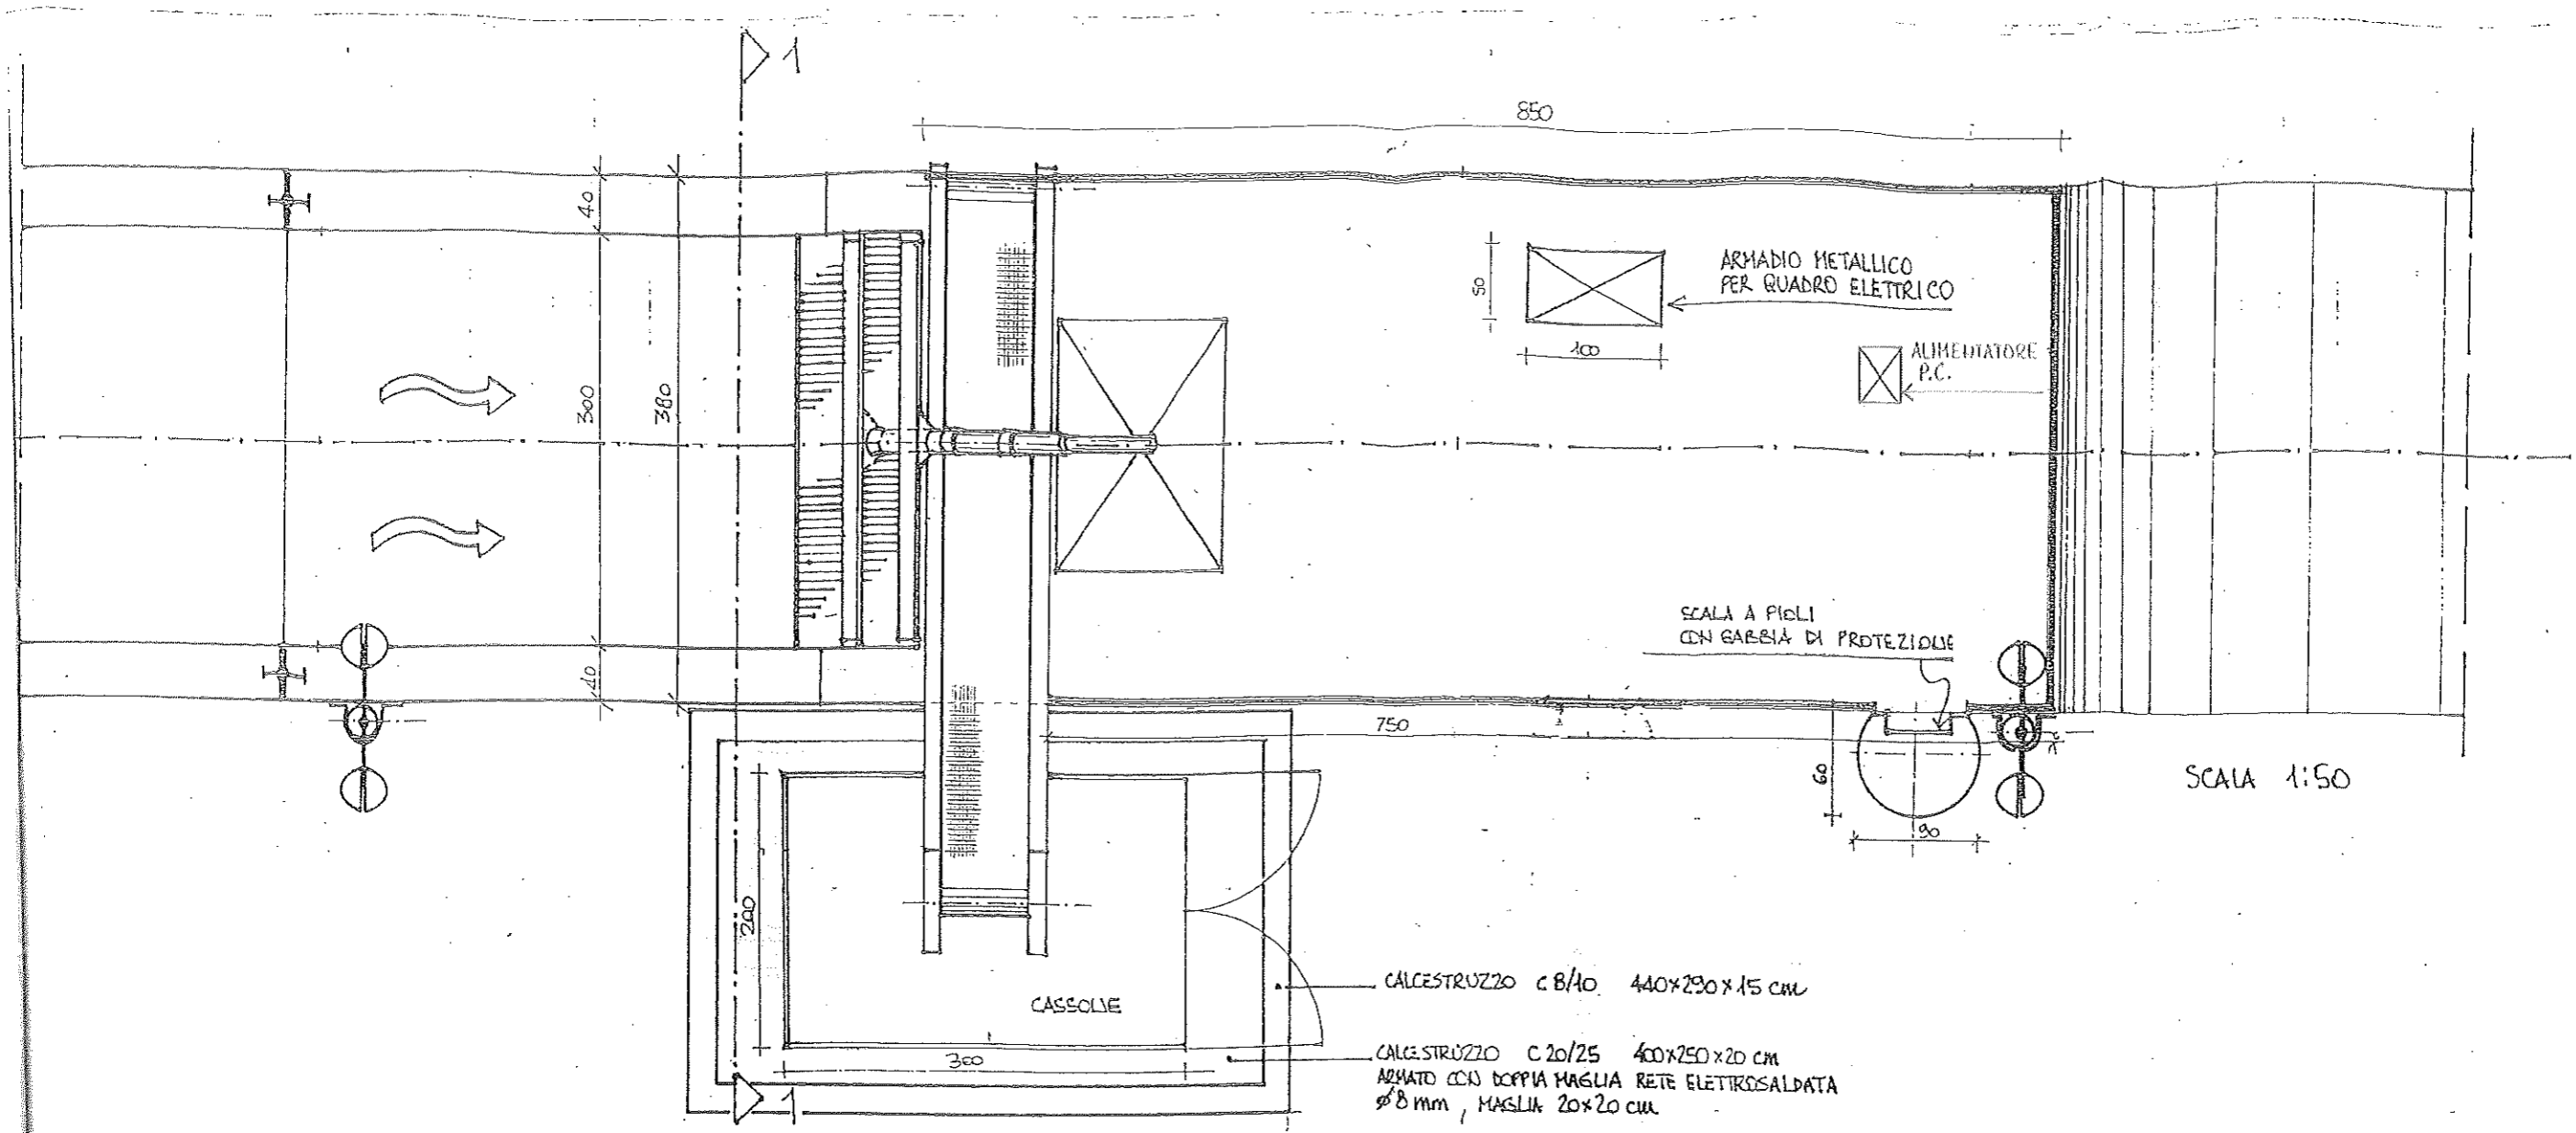 1
850
40
300
380
40
50
100
ARMADIO METALLICO
PER QUADRO ELETTRICO
ALIMENTATORE
P.C.
SCALA A PIOLI
CON GABBIA DI PROTEZIONE
750
60
90
SCALA 1:50
200
CASSONE
300
CALCESTRUZZO C 8/10 440x290x15 cm
CALCESTRUZZO C 20/25 400x250x20 cm
ARMATO CON DOPPIA MAGLIA RETE ELETTROSALDATA
Ø8 mm, MAGLIA 20x20 cm
1